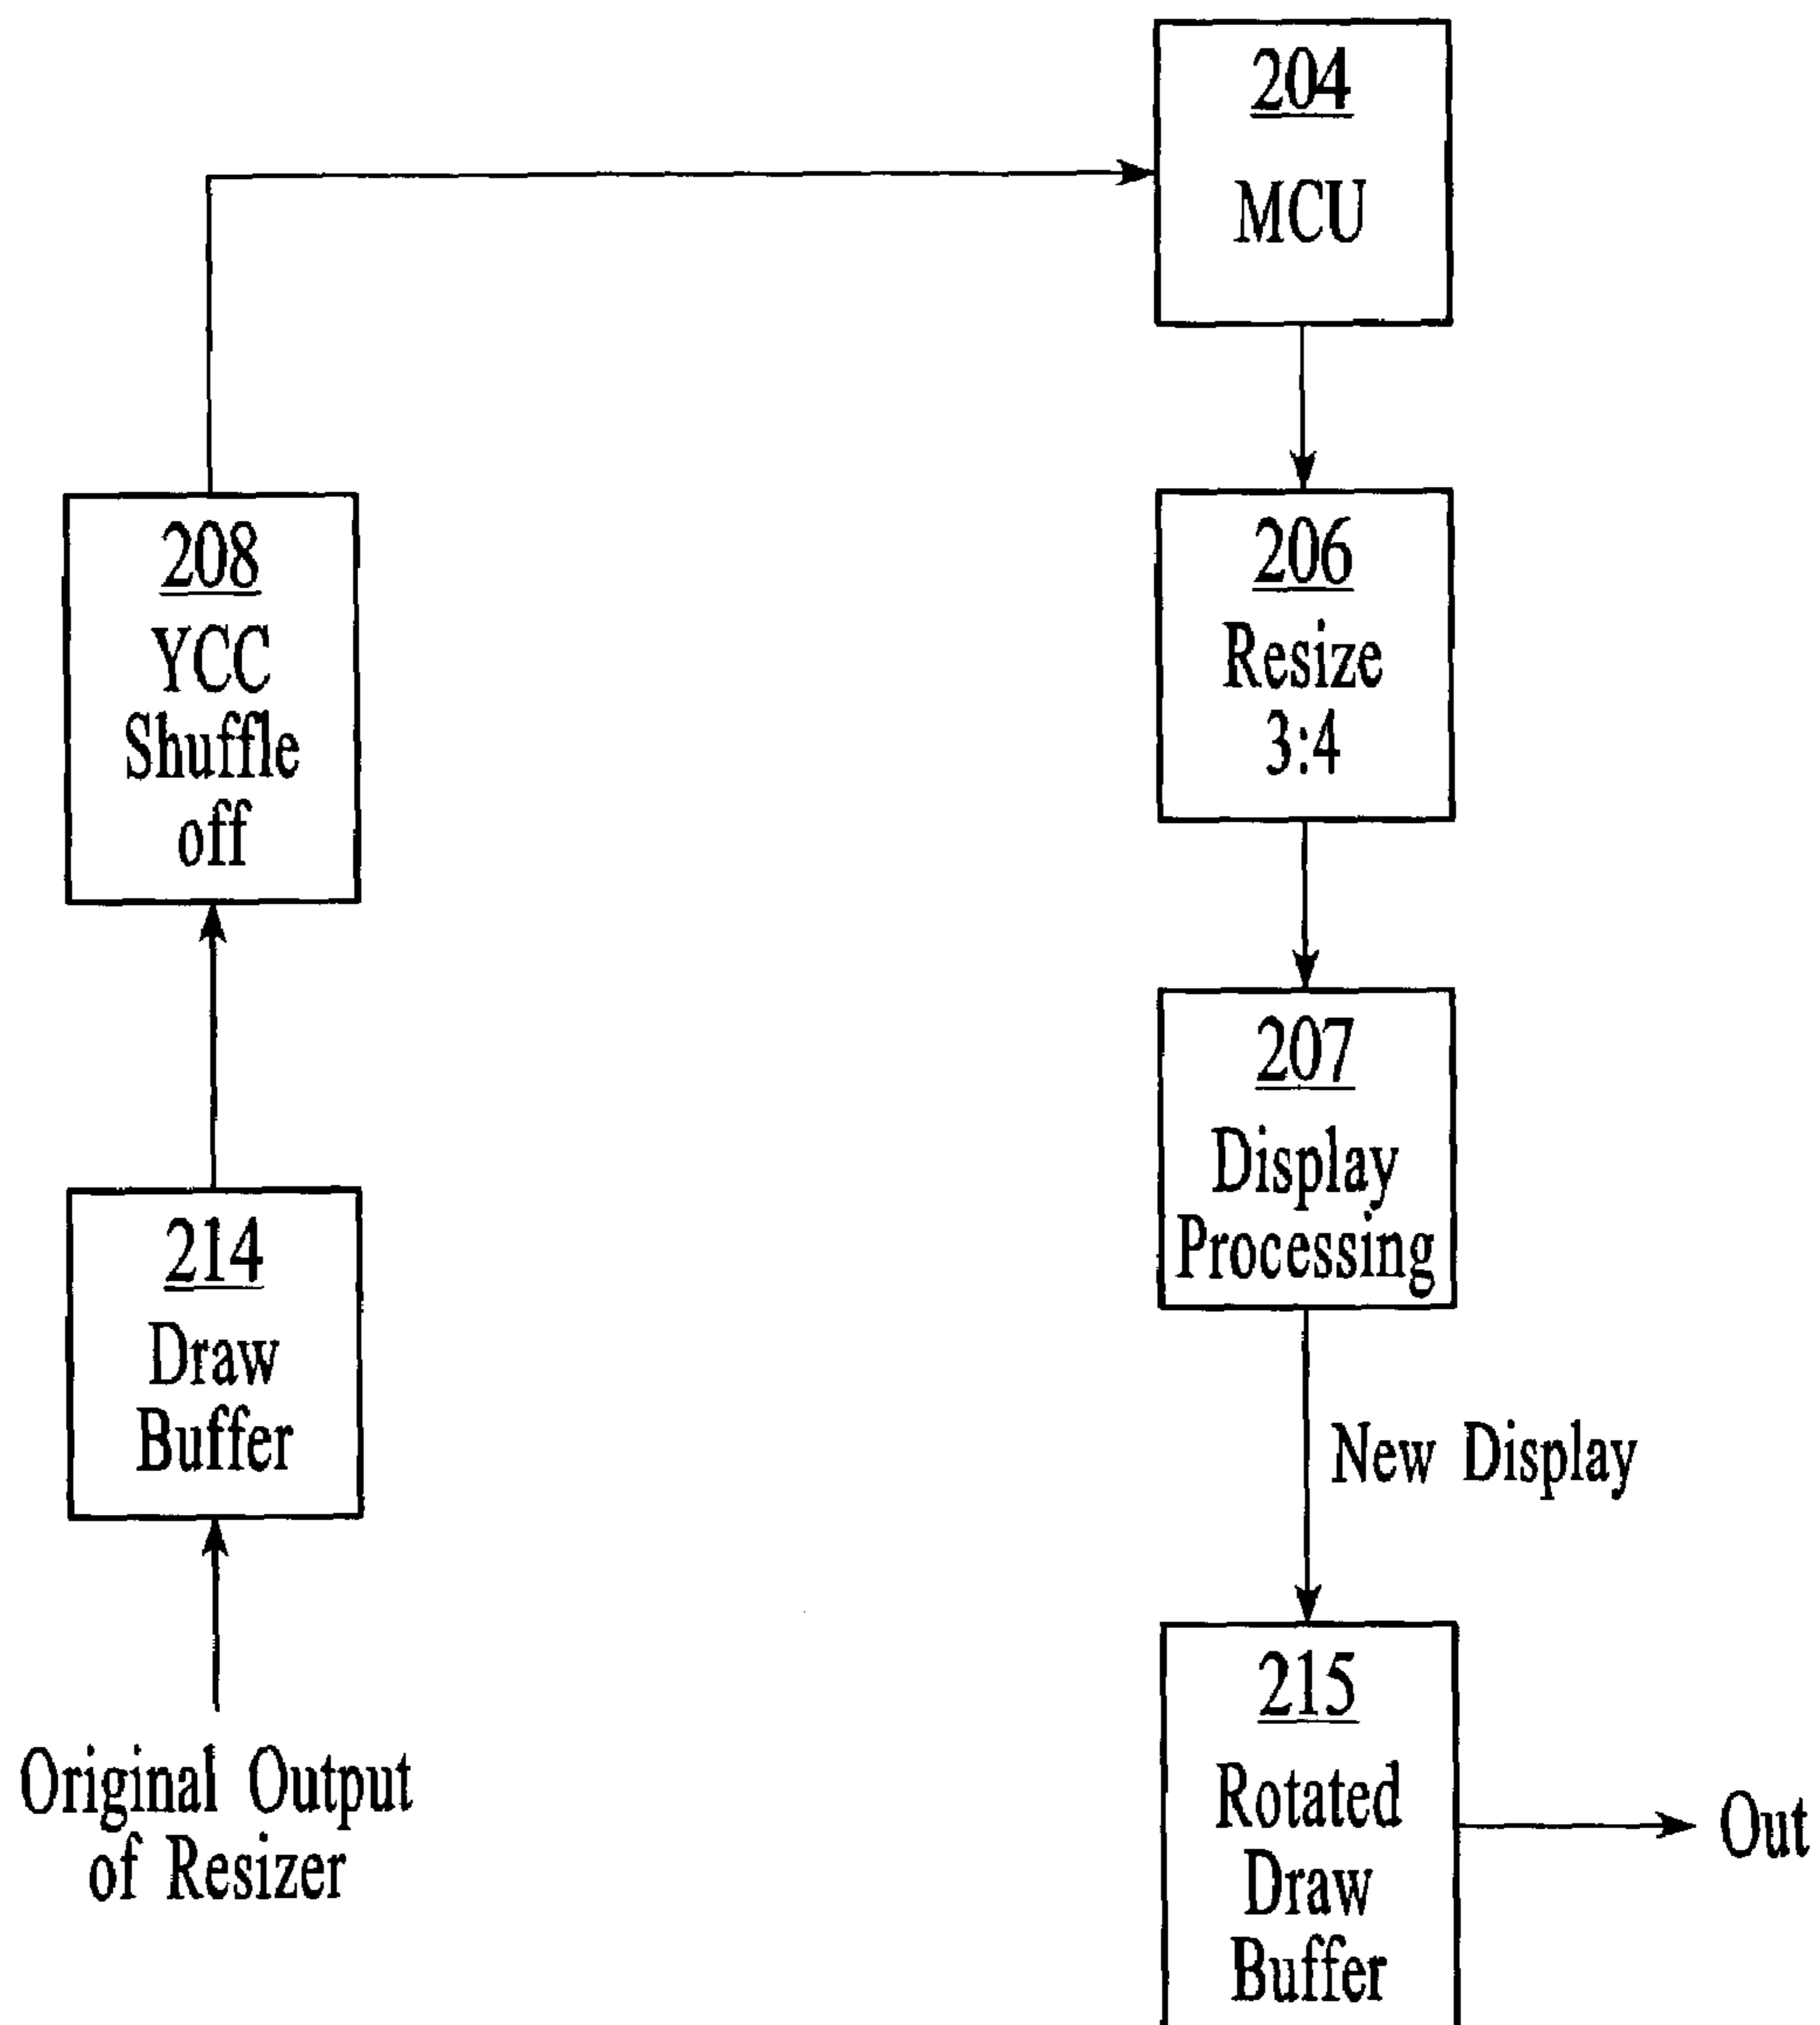 204
MCU
208
YCC
Shuffle
off
206
Resize
3:4
207
Display
Processing
214
Draw
Buffer
New Display
Original Output
of Resizer
215
Rotated
Draw
Buffer
Out